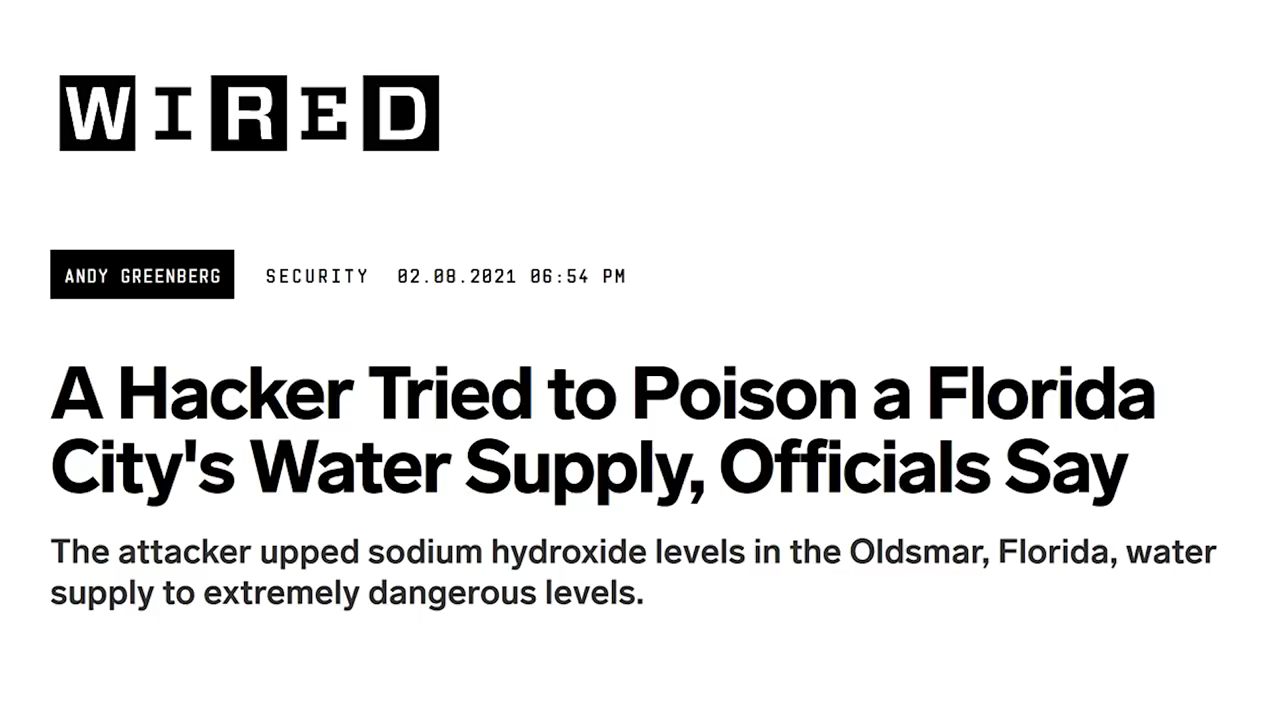 WIRED
ANDY GREENBERG SECURITY 02.08.2021 06:54 PM
A Hacker Tried to Poison a Florida
City's Water Supply, Officials Say
The attacker upped sodium hydroxide levels in the Oldsmar, Florida, water
supply to extremely dangerous levels.